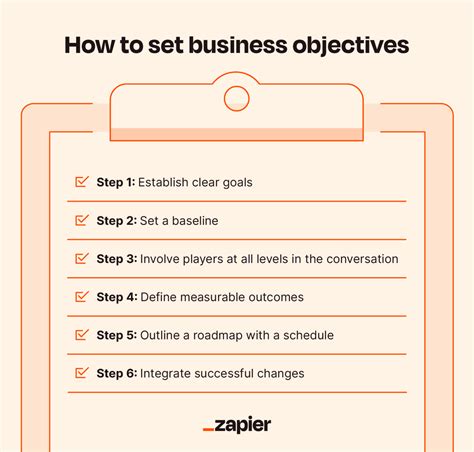 How to set business objectives
Step 1: Establish clear goals
Step 2: Set a baseline
Step 3: Involve players at all levels in the conversation
Step 4: Define measurable outcomes
Step 5: Outline a roadmap with a schedule
Step 6: Integrate successful changes
_zapier